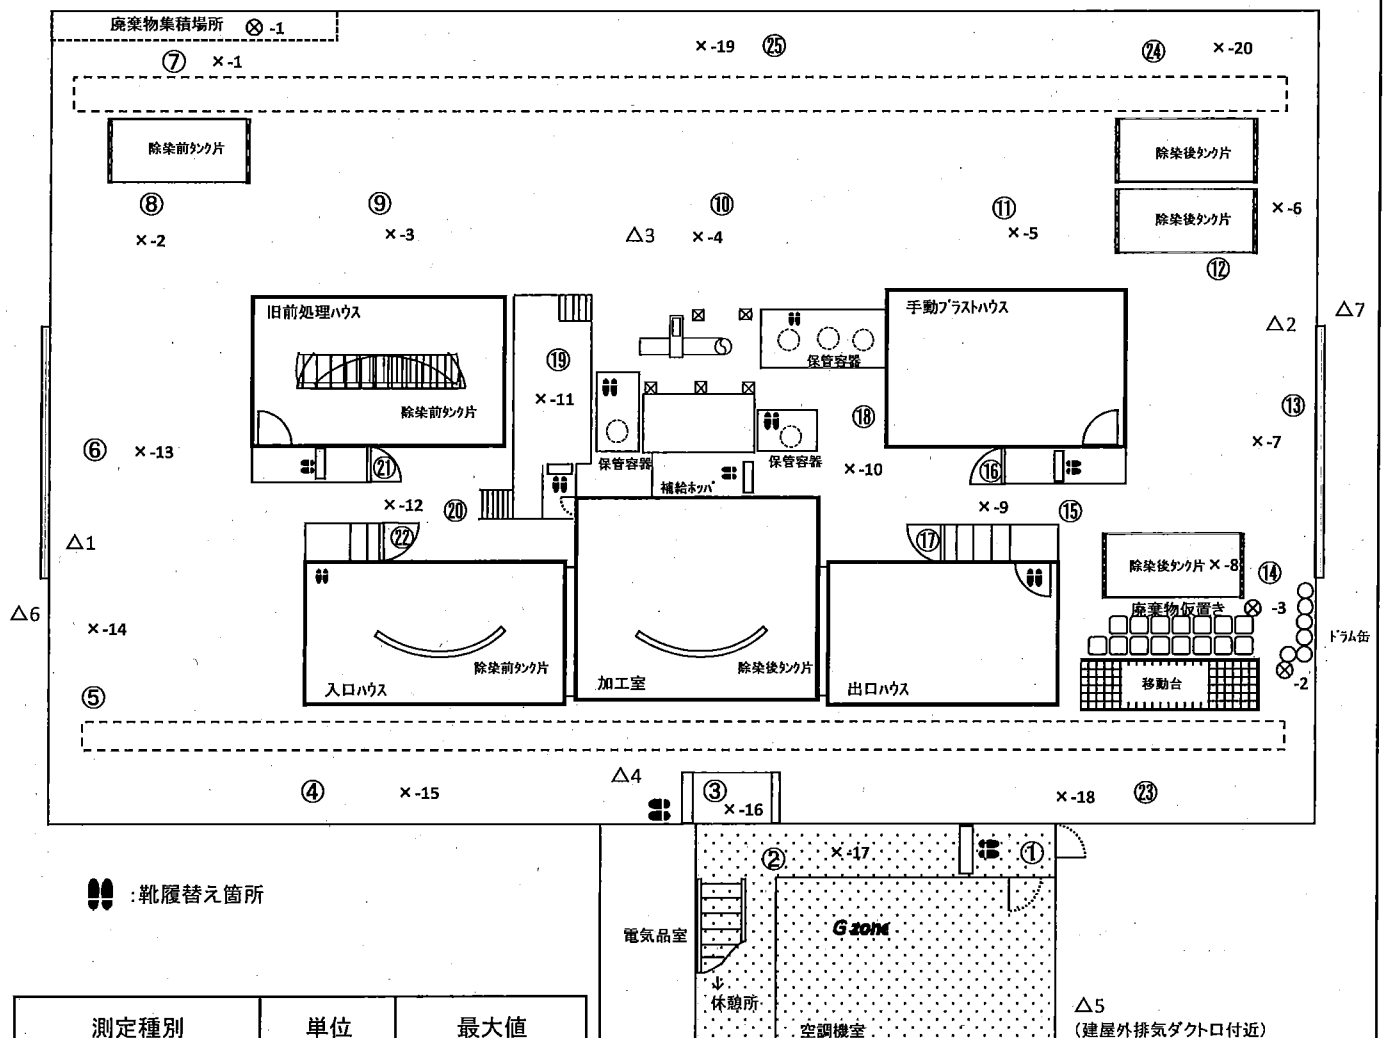 廃棄物集積場所 ⊗ -1
⑦ ×-1
×-19 ㉕
㉔ ×-20
除染前タンク片
除染後タンク片
⑧
⑨
⑩
⑪
×-6
除染後タンク片
×-2
×-3
△3 ×-4
×-5
⑫
旧前処理ハウス
手動ブラストハウス
△7
△2
⑲
保管容器
×-11
除染前タンク片
⑱
⑬
⑥ ×-13
×-7
㉑
保管容器
保管容器
×-10
⑯
補給ホッパ
×-12 ⑳
×-9 ⑮
△1
㉒
⑰
除染後タンク片 ×-8 ⑭
△6
×-14
廃棄物仮置き ⊗ -3
ドラム缶
除染前タンク片
除染後タンク片
入口ハウス
加工室
出口ハウス
移動台
⊗ -2
⑤
④ ×-15
△4
③ ×-16
×-18 ㉓
② ×-17 ①
:靴履替え箇所
電気品室
G zone
↓
休憩所
空調機室
△5
(建屋外排気ダクト口付近)
測定種別 単位 最大値